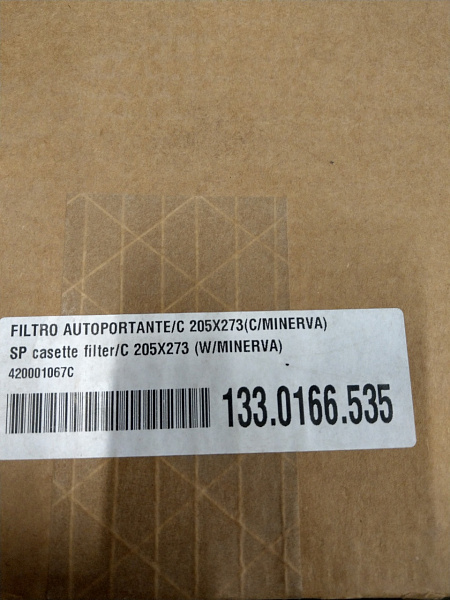 FILTRO AUTOPORTANTE/C 205X273(C/MINERVA)
SP casette filter/C 205X273 (W/MINERVA)
420001067C
133.0166.535